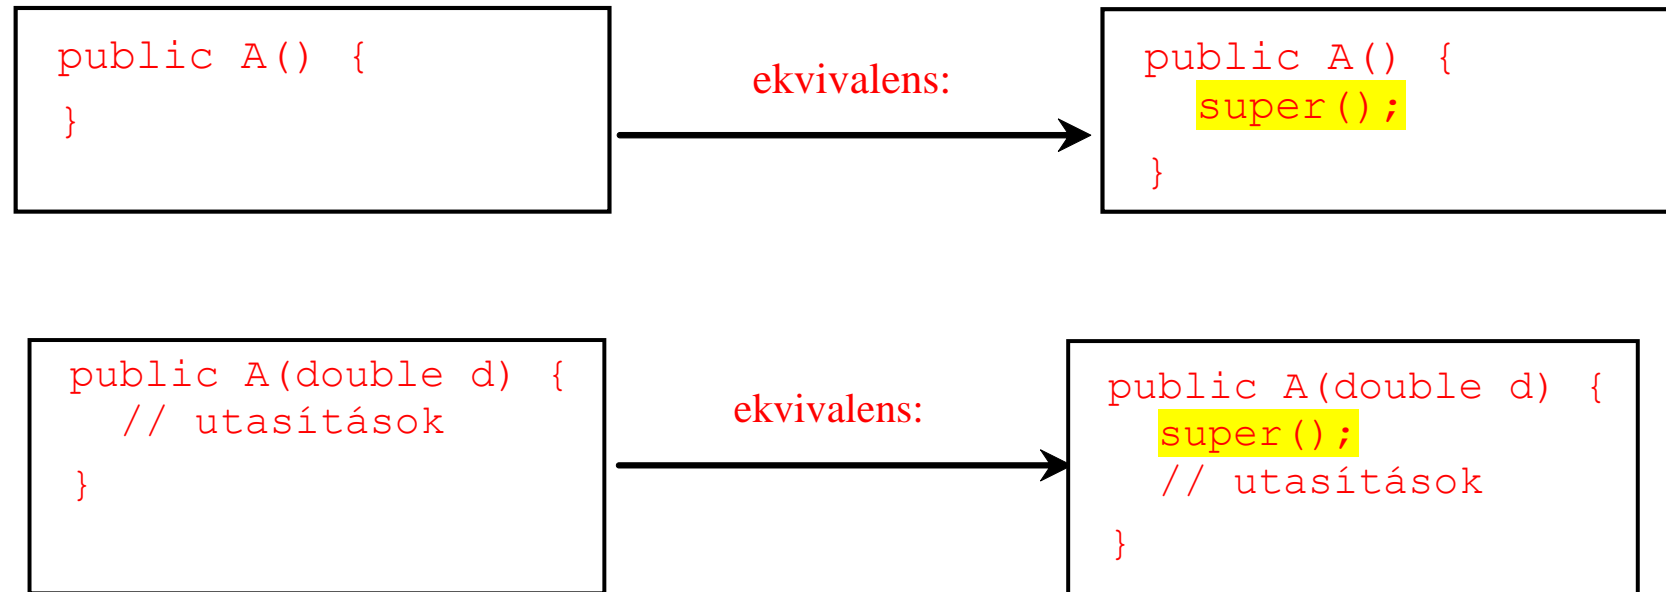 public A() {
}
ekvivalens:
public A() {
super();
}
public A(double d) {
// utasítások
}
ekvivalens:
public A(double d) {
super();
// utasítások
}